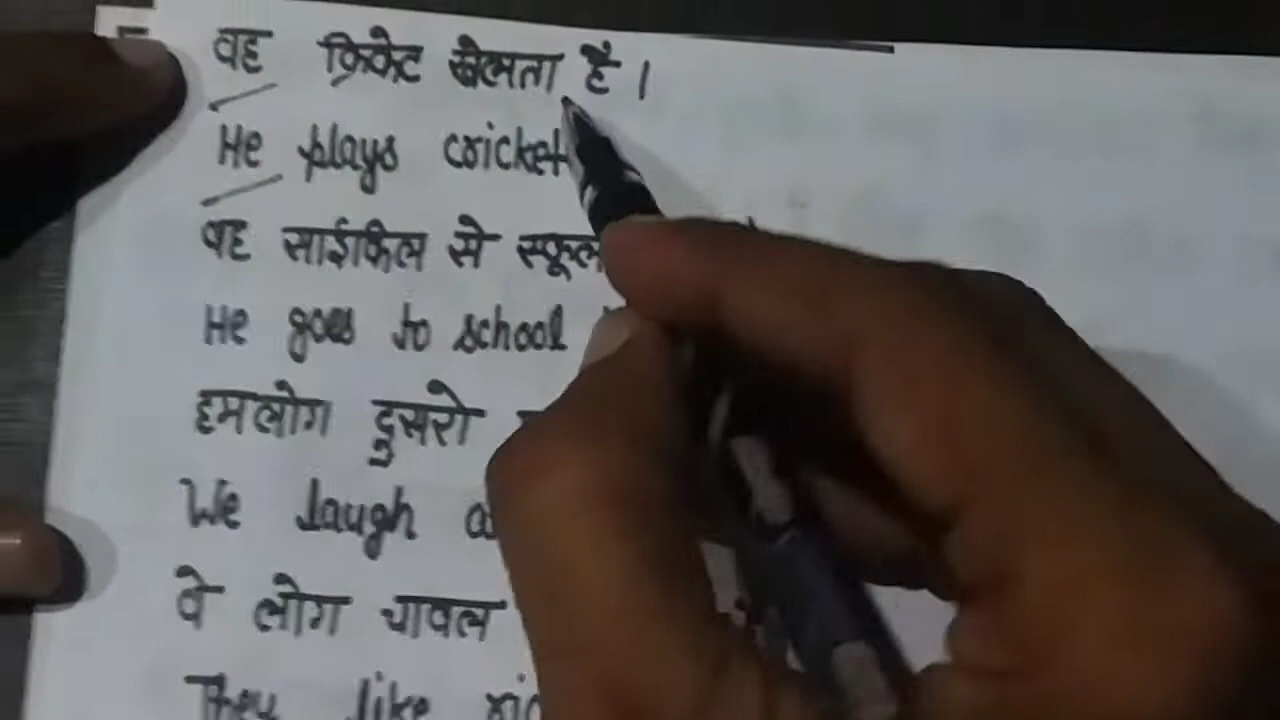 वह क्रिकेट खेलता है।
He plays cricket
वह साईकिल से स्कूल
He goes to school
हमलोग दुसरो
We laugh
वे लोग चावल
They like